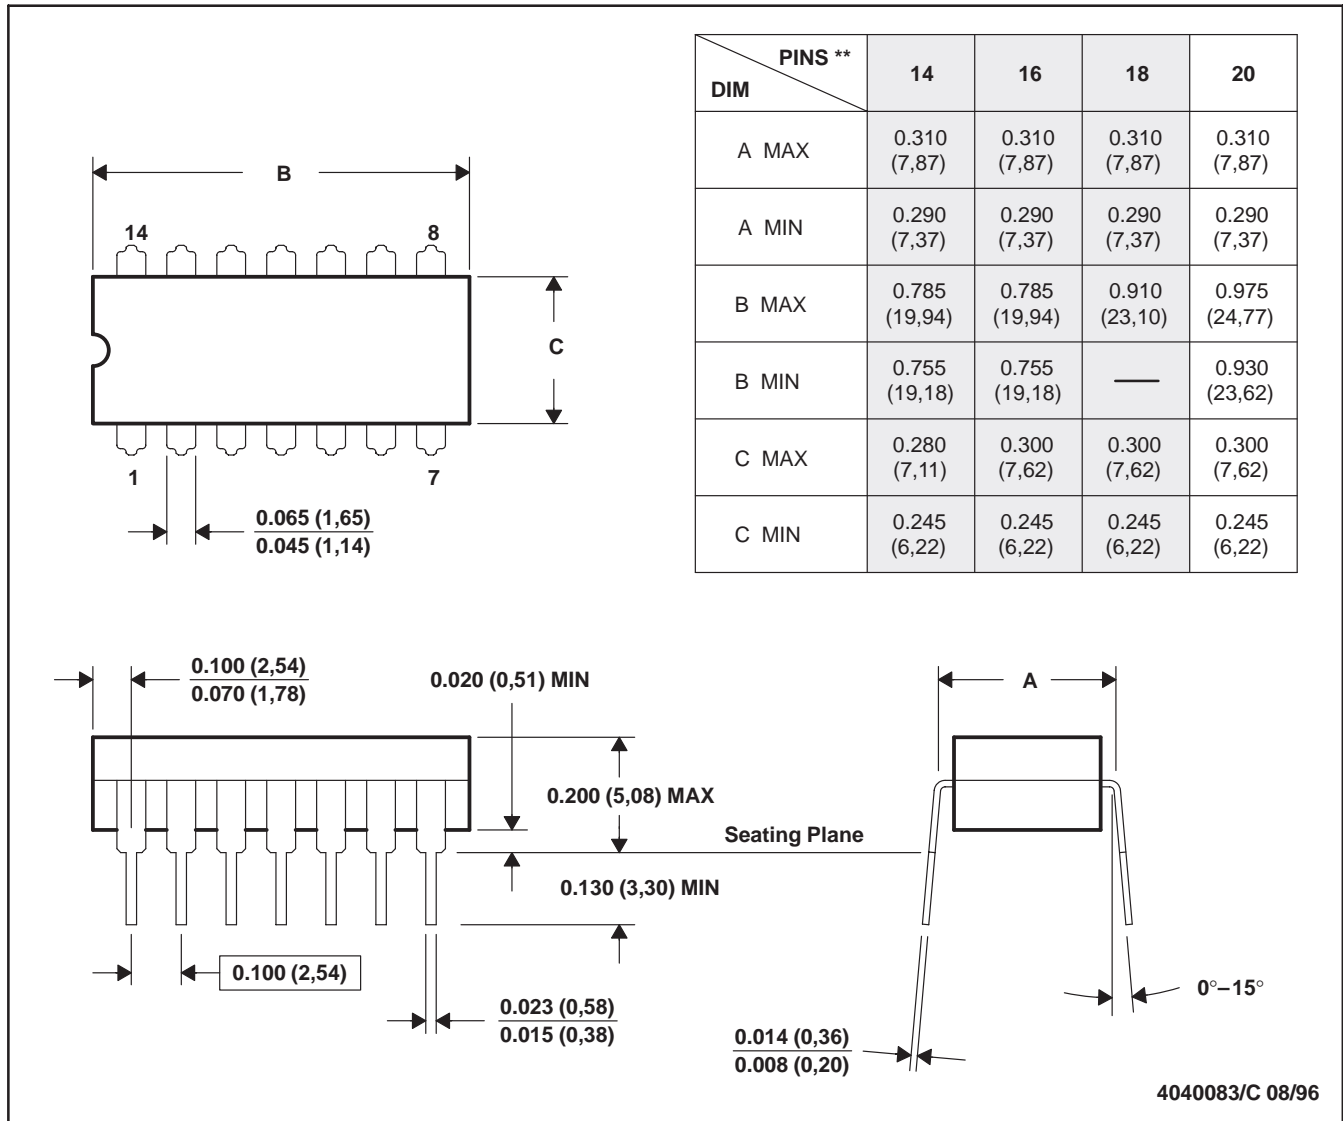 PINS **
DIM
14 16 18 20
A MAX
0.310 0.310 0.310 0.310
(7,87) (7,87) (7,87) (7,87)
A MIN
0.290 0.290 0.290 0.290
(7,37) (7,37) (7,37) (7,37)
B MAX
0.785 0.785 0.910 0.975
(19,94) (19,94) (23,10) (24,77)
B MIN
0.755 0.755 — 0.930
(19,18) (19,18) (23,62)
C MAX
0.280 0.300 0.300 0.300
(7,11) (7,62) (7,62) (7,62)
C MIN
0.245 0.245 0.245 0.245
(6,22) (6,22) (6,22) (6,22)
B
14 8
C
1 7
0.065 (1,65)
0.045 (1,14)
0.100 (2,54)
0.070 (1,78)
0.020 (0,51) MIN
0.200 (5,08) MAX
Seating Plane
0.130 (3,30) MIN
0.100 (2,54)
0.023 (0,58)
0.015 (0,38)
A
0°–15°
0.014 (0,36)
0.008 (0,20)
4040083/C 08/96